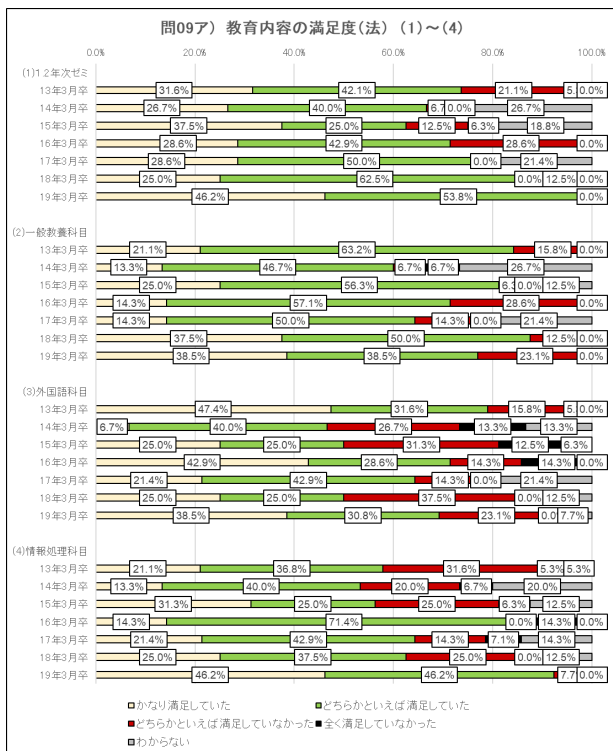 問09ア) 教育内容の満足度(法) (1)～(4)
0.0% 20.0% 40.0% 60.0% 80.0% 100.0%
(1)1.2年次ゼミ
13年3月卒 31.6% 42.1% 21.1% 5. 0.0%
14年3月卒 26.7% 40.0% 6.7 0.0% 26.7%
15年3月卒 37.5% 25.0% 12.5% 6.3% 18.8%
16年3月卒 28.6% 42.9% 28.6% 0.0%
17年3月卒 28.6% 50.0% 0.0% 21.4%
18年3月卒 25.0% 62.5% 0.0% 12.5% 0.0%
19年3月卒 46.2% 53.8% 0.0%
(2)一般教養科目
13年3月卒 21.1% 63.2% 15.8% 0.0%
14年3月卒 13.3% 46.7% 6.7% 6.7% 26.7%
15年3月卒 25.0% 56.3% 6.3 0.0% 12.5%
16年3月卒 14.3% 57.1% 28.6% 0.0%
17年3月卒 14.3% 50.0% 14.3% 0.0% 21.4%
18年3月卒 37.5% 50.0% 12.5% 0.0%
19年3月卒 38.5% 38.5% 23.1% 0.0%
(3)外国語科目
13年3月卒 47.4% 31.6% 15.8% 5. 0.0%
14年3月卒 6.7% 40.0% 26.7% 13.3% 13.3%
15年3月卒 25.0% 25.0% 31.3% 12.5% 6.3%
16年3月卒 42.9% 28.6% 14.3% 14.3% 0.0%
17年3月卒 21.4% 42.9% 14.3% 0.0% 21.4%
18年3月卒 25.0% 25.0% 37.5% 0.0% 12.5%
19年3月卒 38.5% 30.8% 23.1% 0.0 7.7%
(4)情報処理科目
13年3月卒 21.1% 36.8% 31.6% 5.3% 5.3%
14年3月卒 13.3% 40.0% 20.0% 6.7% 20.0%
15年3月卒 31.3% 25.0% 25.0% 6.3% 12.5%
16年3月卒 14.3% 71.4% 0.0% 14.3% 0.0%
17年3月卒 21.4% 42.9% 14.3% 7.1% 14.3%
18年3月卒 25.0% 37.5% 25.0% 0.0% 12.5%
19年3月卒 46.2% 46.2% 7.7 0.0%
かなり満足していた どちらかといえば満足していた
どちらかといえば満足していなかった 全く満足していなかった
わからない